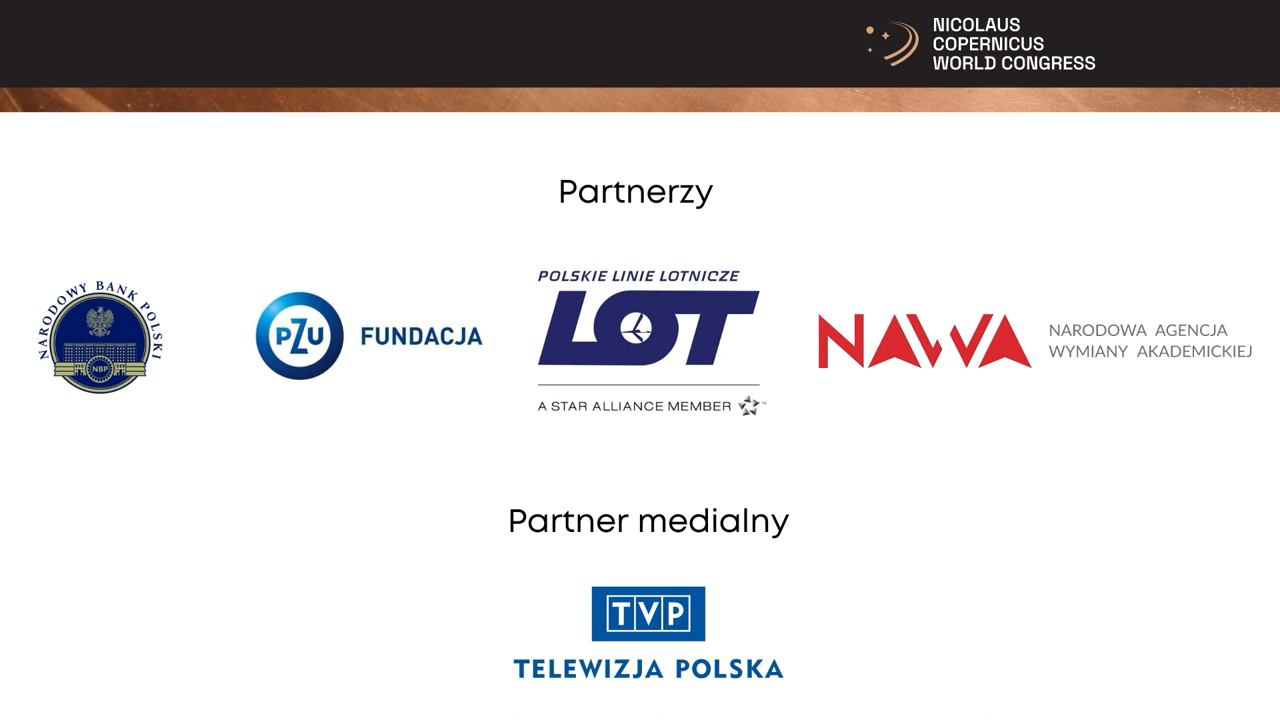 NICOLAUS
COPERNICUS
WORLD CONGRESS
Partnerzy
NARODOWY BANK POLSKI
NBP
PZU
FUNDACJA
POLSKIE LINIE LOTNICZE
LOT
A STAR ALLIANCE MEMBER
NAWA
NARODOWA AGENCJA
WYMIANY AKADEMICKIEJ
Partner medialny
TVP
TELEWIZJA POLSKA